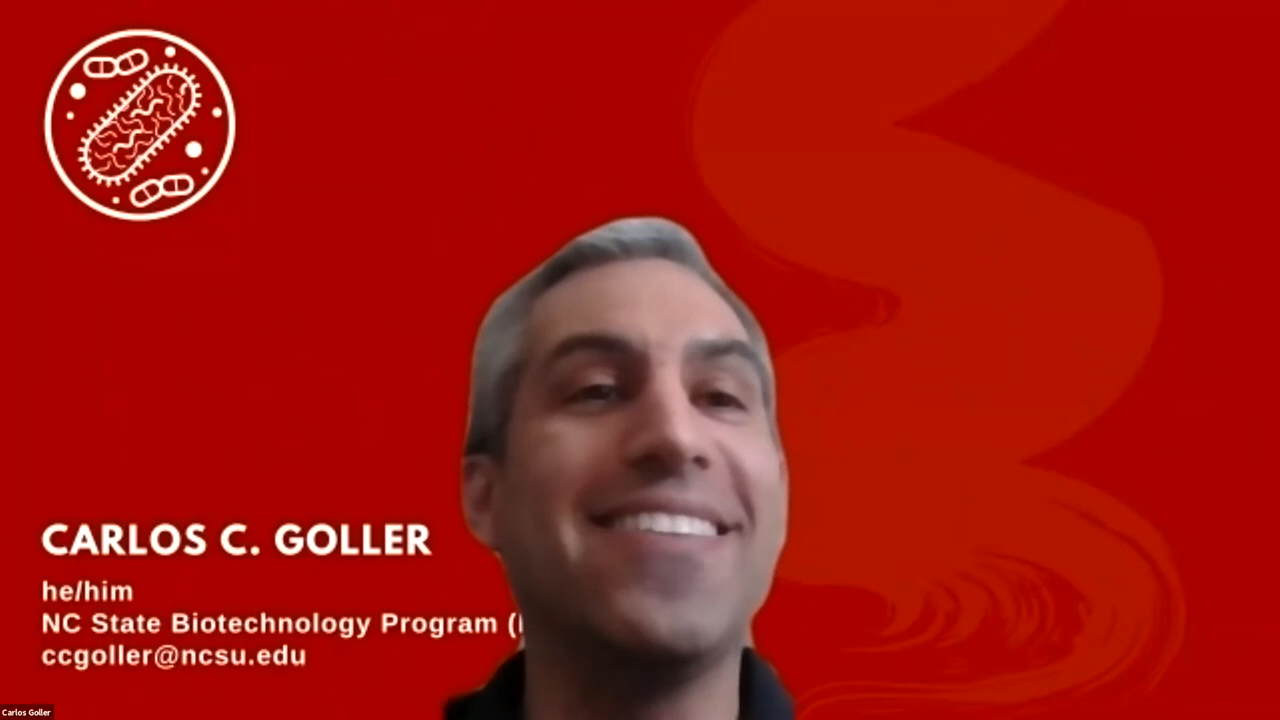 CARLOS C. GOLLER
he/him
NC State Biotechnology Program (
ccgoller@ncsu.edu
Carlos Goller